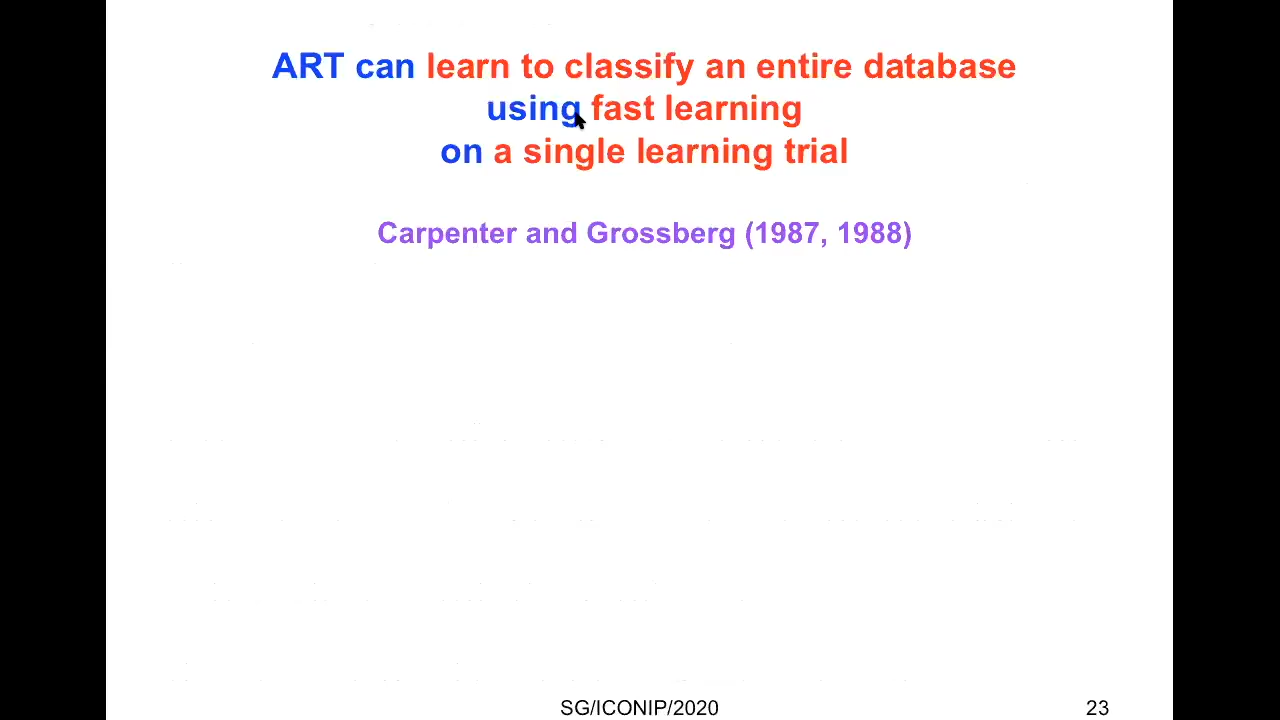 ART can learn to classify an entire database
using fast learning
on a single learning trial
Carpenter and Grossberg (1987, 1988)
SG/ICONIP/2020
23